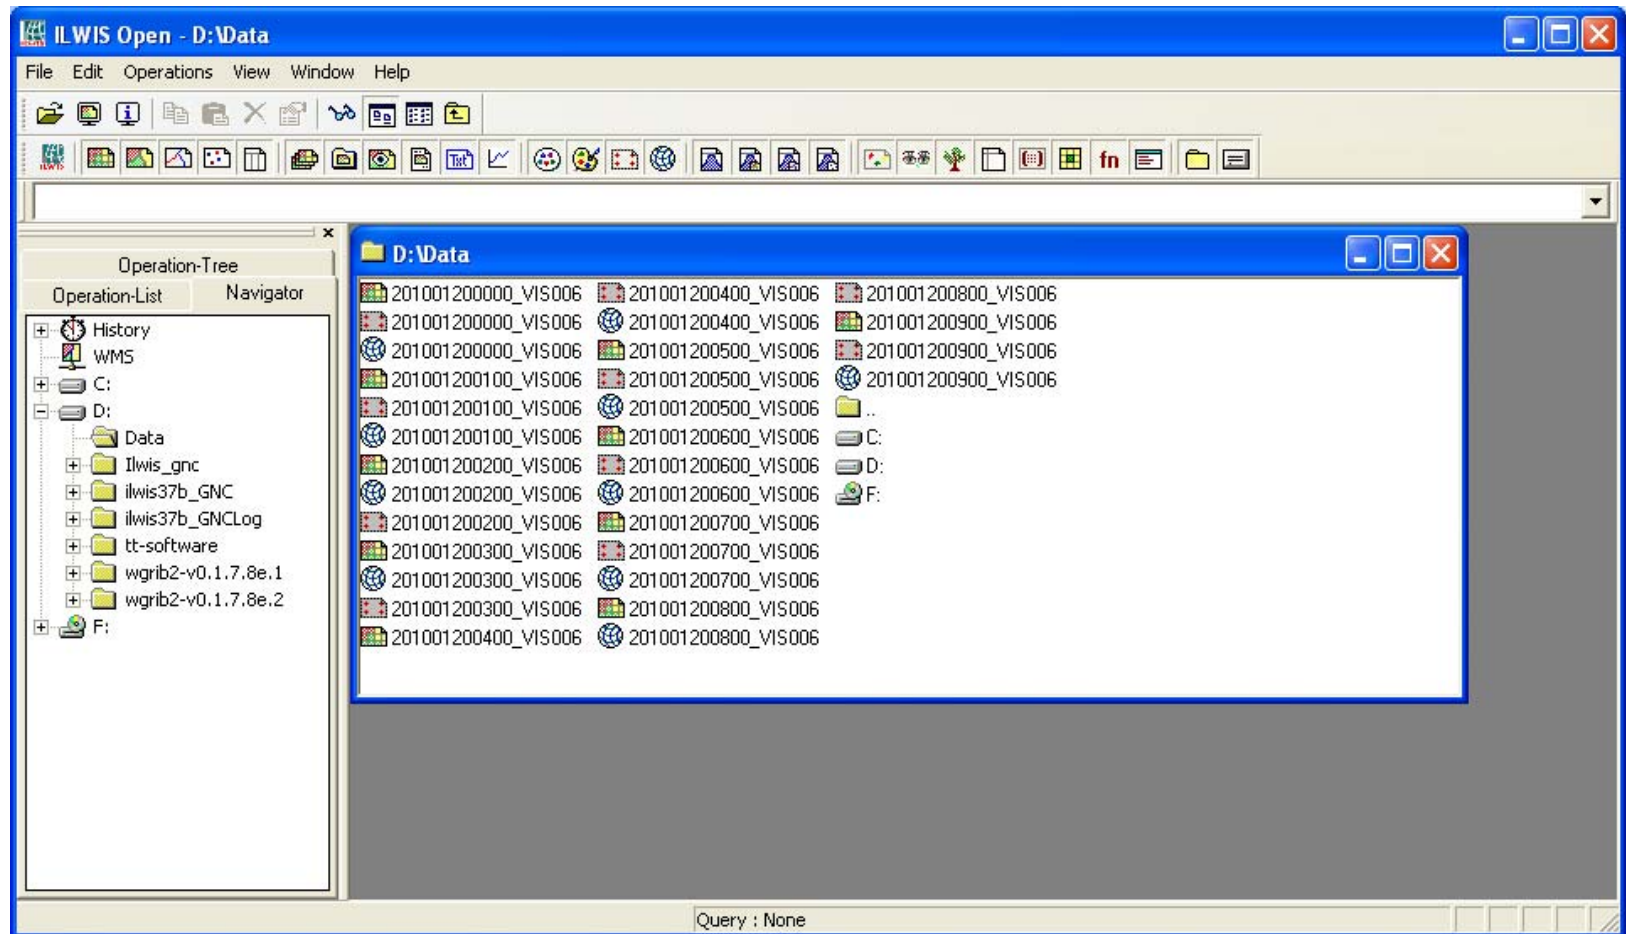 ILWIS Open - D:\Data
File Edit Operations View Window Help
ILWIS Txt fn
D:\Data
Operation-Tree
Operation-List Navigator
History
WMS
C:
D:
Data
Ilwis_gnc
ilwis37b_GNC
ilwis37b_GNCLog
tt-software
wgrib2-v0.1.7.8e.1
wgrib2-v0.1.7.8e.2
F:
201001200000_VIS006 201001200400_VIS006 201001200800_VIS006
201001200000_VIS006 201001200400_VIS006 201001200900_VIS006
201001200000_VIS006 201001200500_VIS006 201001200900_VIS006
201001200100_VIS006 201001200500_VIS006 201001200900_VIS006
201001200100_VIS006 201001200500_VIS006 ..
201001200100_VIS006 201001200600_VIS006 C:
201001200200_VIS006 201001200600_VIS006 D:
201001200200_VIS006 201001200600_VIS006 F:
201001200200_VIS006 201001200700_VIS006
201001200300_VIS006 201001200700_VIS006
201001200300_VIS006 201001200700_VIS006
201001200300_VIS006 201001200800_VIS006
201001200400_VIS006 201001200800_VIS006
Query : None